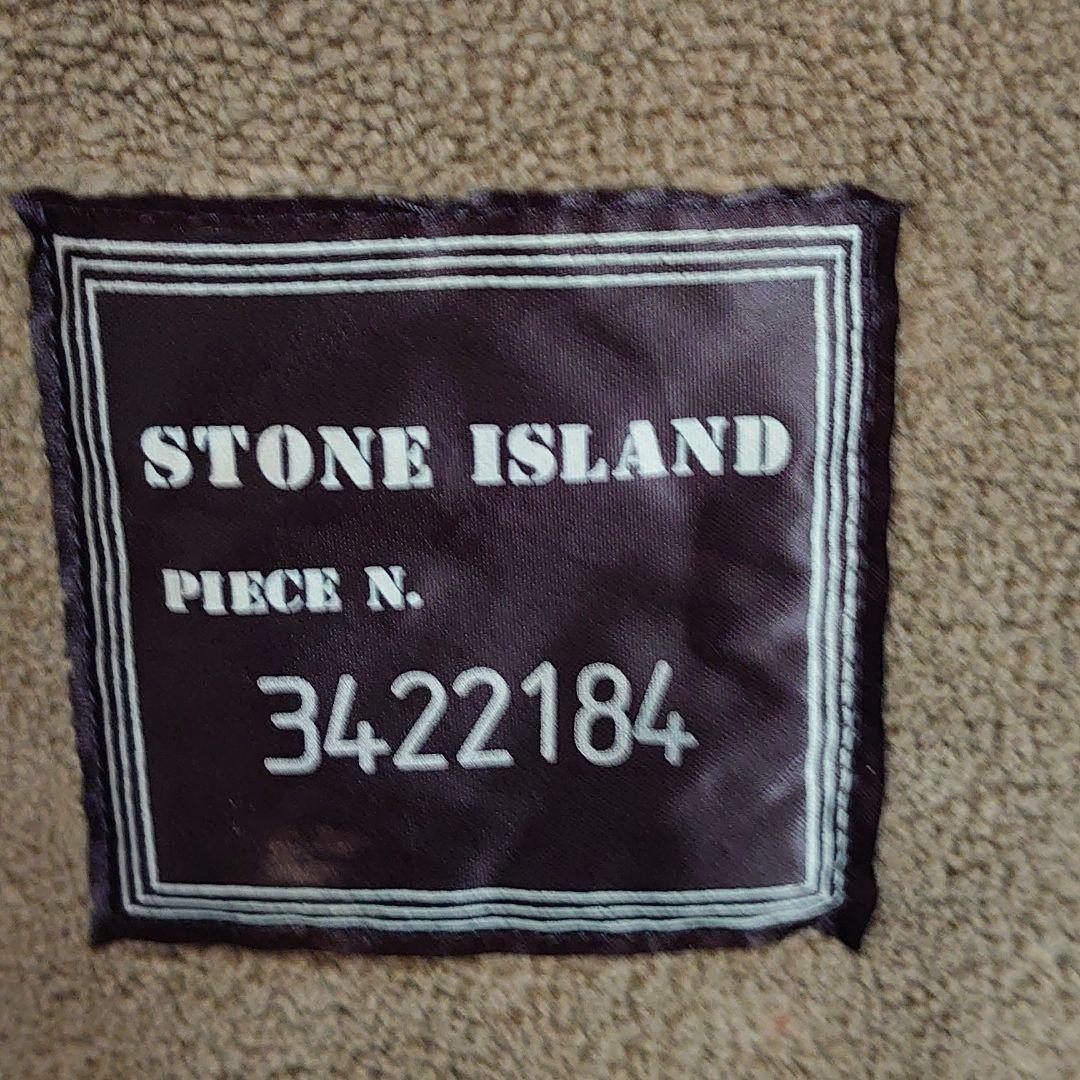 STONE ISLAND
PIECE N.
3422184